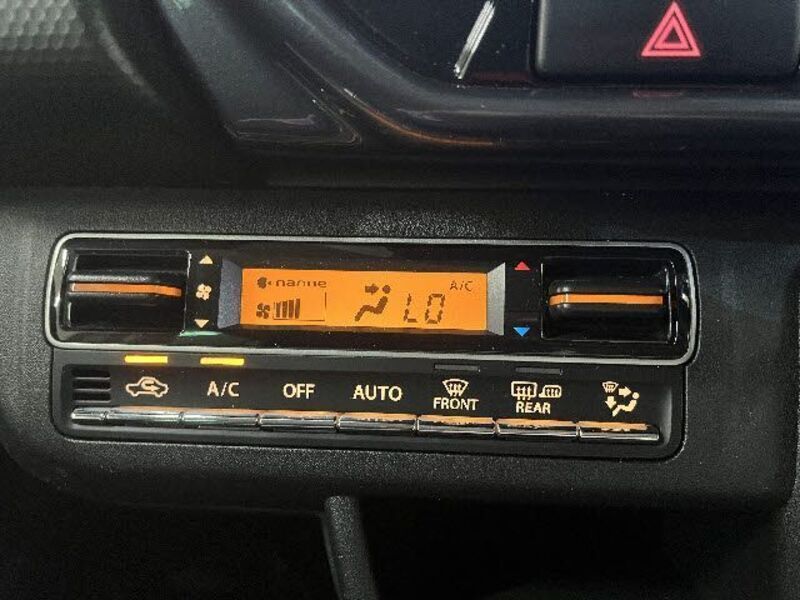 nanoe
A/C
LO
A/C
OFF
AUTO
FRONT
REAR